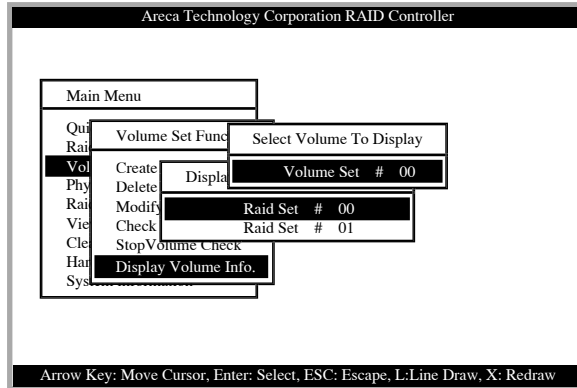 Areca Technology Corporation RAID Controller
Main Menu
Qui
Rai
Vol
Phy
Rai
Vie
Cle
Har
Volume Set Func
Create
Delete
Modify
Check
StopVolume Check
Display Volume Info.
Displa
Raid Set # 00
Raid Set # 01
Select Volume To Display
Volume Set # 00
Arrow Key: Move Cursor, Enter: Select, ESC: Escape, L:Line Draw, X: Redraw